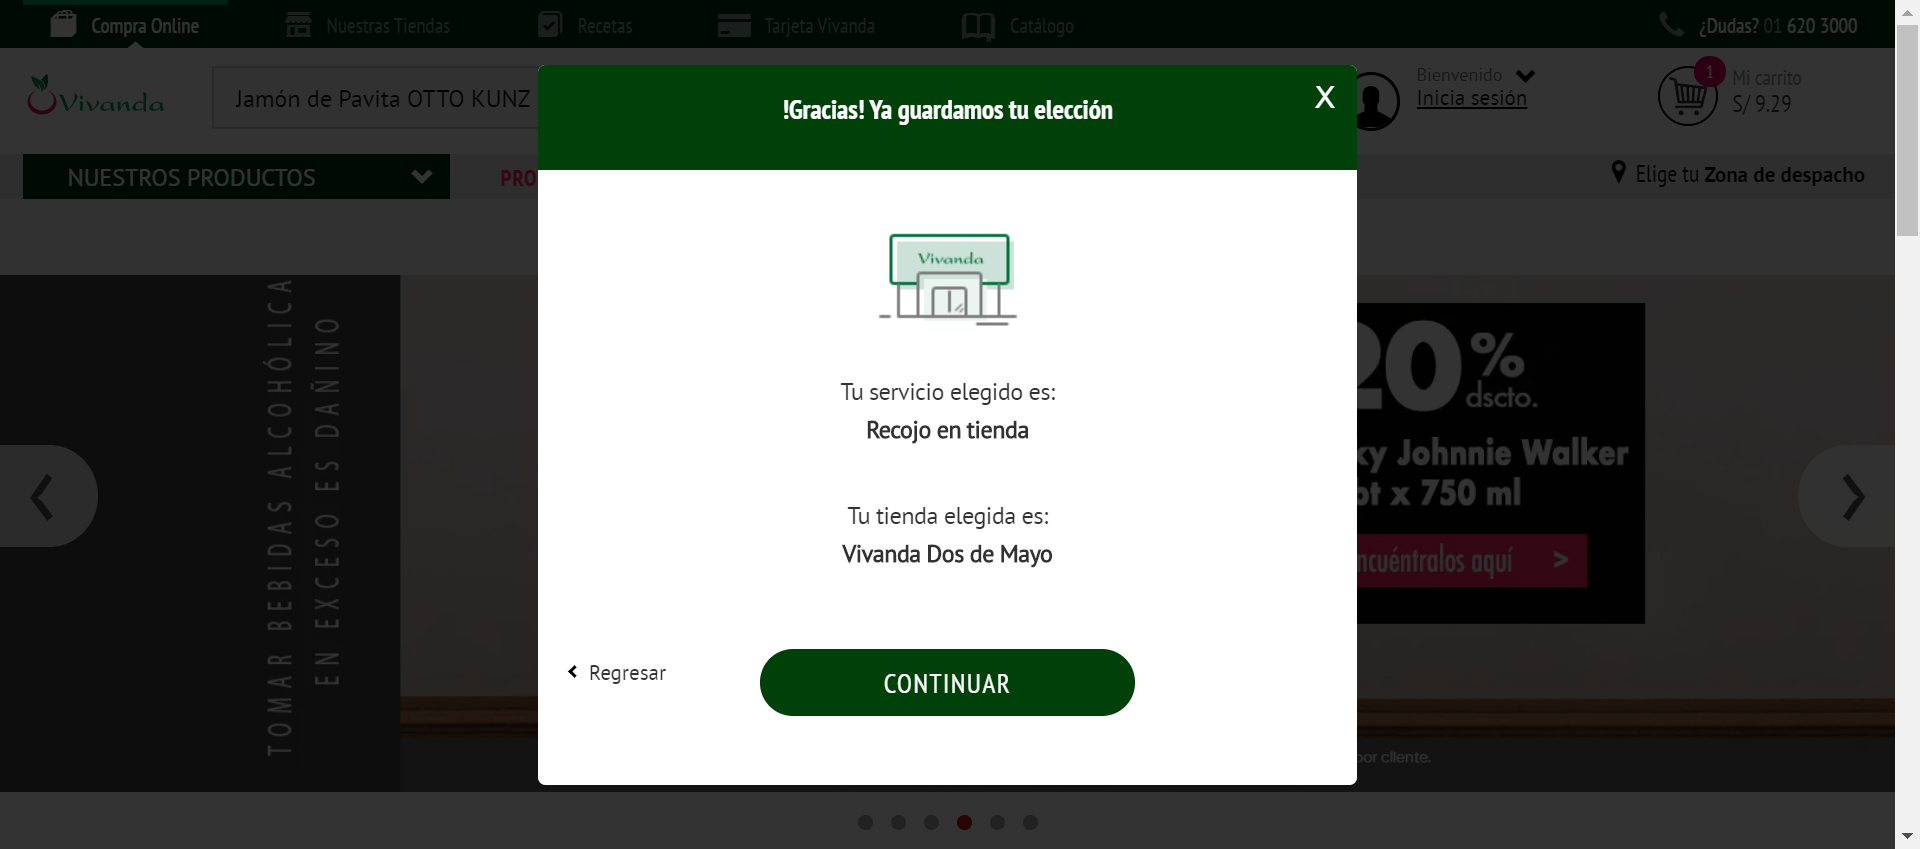 Compra Online
Nuestras Tiendas
Recetas
Tarjeta Vivanda
Catálogo
¿Dudas? 01 620 3000
Vivanda
Jamón de Pavita OTTO KUNZ
!Gracias! Ya guardamos tu elección
X
Bienvenido
Inicia sesión
1
Mi carrito
S/ 9.29
NUESTROS PRODUCTOS
PRO
Elige tu Zona de despacho
Vivanda
TOMAR BEBIDAS ALCOHÓLICA
EN EXCESO ES DAÑINO
Tu servicio elegido es:
Recojo en tienda
Tu tienda elegida es:
Vivanda Dos de Mayo
Regresar
CONTINUAR
20%
dscto.
ky Johnnie Walker
ot x 750 ml
ncuéntralos aquí >
por cliente.